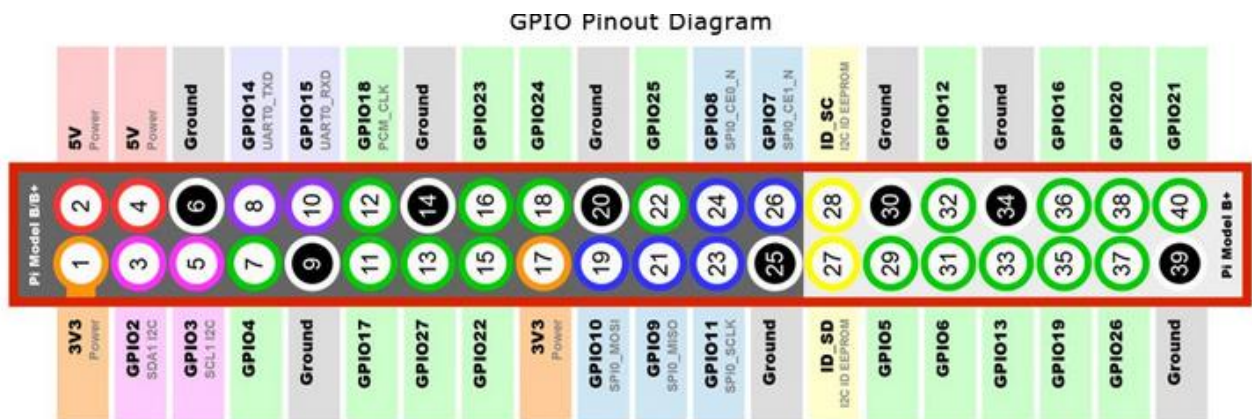 GPIO Pinout Diagram
5V
Power
5V
Power
Ground
GPIO14
UART0_TXD
GPIO15
UART0_RXD
GPIO18
PCM_CLK
Ground
GPIO23
GPIO24
Ground
GPIO25
GPIO8
SPI0_CE0_N
GPIO7
SPI0_CE1_N
ID_SC
I2C ID EEPROM
Ground
GPIO12
Ground
GPIO16
GPIO20
GPIO21
Pi Model B/B+
2 4 6 8 10 12 14 16 18 20 22 24 26 28 30 32 34 36 38 40
1 3 5 7 9 11 13 15 17 19 21 23 25 27 29 31 33 35 37 39
Pi Model B+
3V3
Power
GPIO2
SDA1 I2C
GPIO3
SCL1 I2C
GPIO4
Ground
GPIO17
GPIO27
GPIO22
3V3
Power
GPIO10
SPI0_MOSI
GPIO9
SPI0_MISO
GPIO11
SPI0_SCLK
Ground
ID_SD
I2C ID EEPROM
GPIO5
GPIO6
GPIO13
GPIO19
GPIO26
Ground